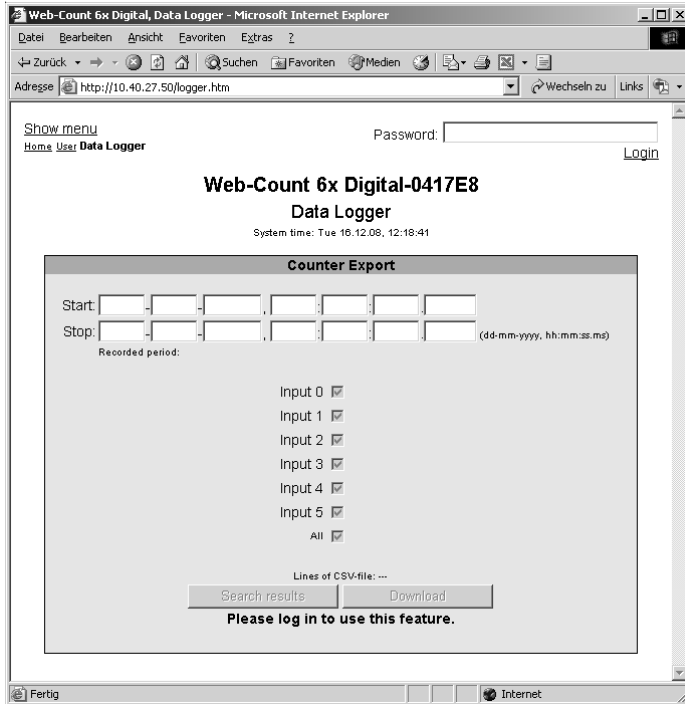 Web-Count 6x Digital, Data Logger - Microsoft Internet Explorer
Datei Bearbeiten Ansicht Favoriten Extras ?
Zurück Suchen Favoriten Medien
Adresse http://10.40.27.50/logger.htm Wechseln zu Links
Show menu
Home User Data Logger
Password:
Login
Web-Count 6x Digital-0417E8
Data Logger
System time: Tue 16.12.08, 12:18:41
Counter Export
Start: - - , : : .
Stop: - - , : : . (dd-mm-yyyy, hh:mm:ss.ms)
Recorded period:
Input 0
Input 1
Input 2
Input 3
Input 4
Input 5
All
Lines of CSV-file: ---
Search results Download
Please log in to use this feature.
Fertig Internet